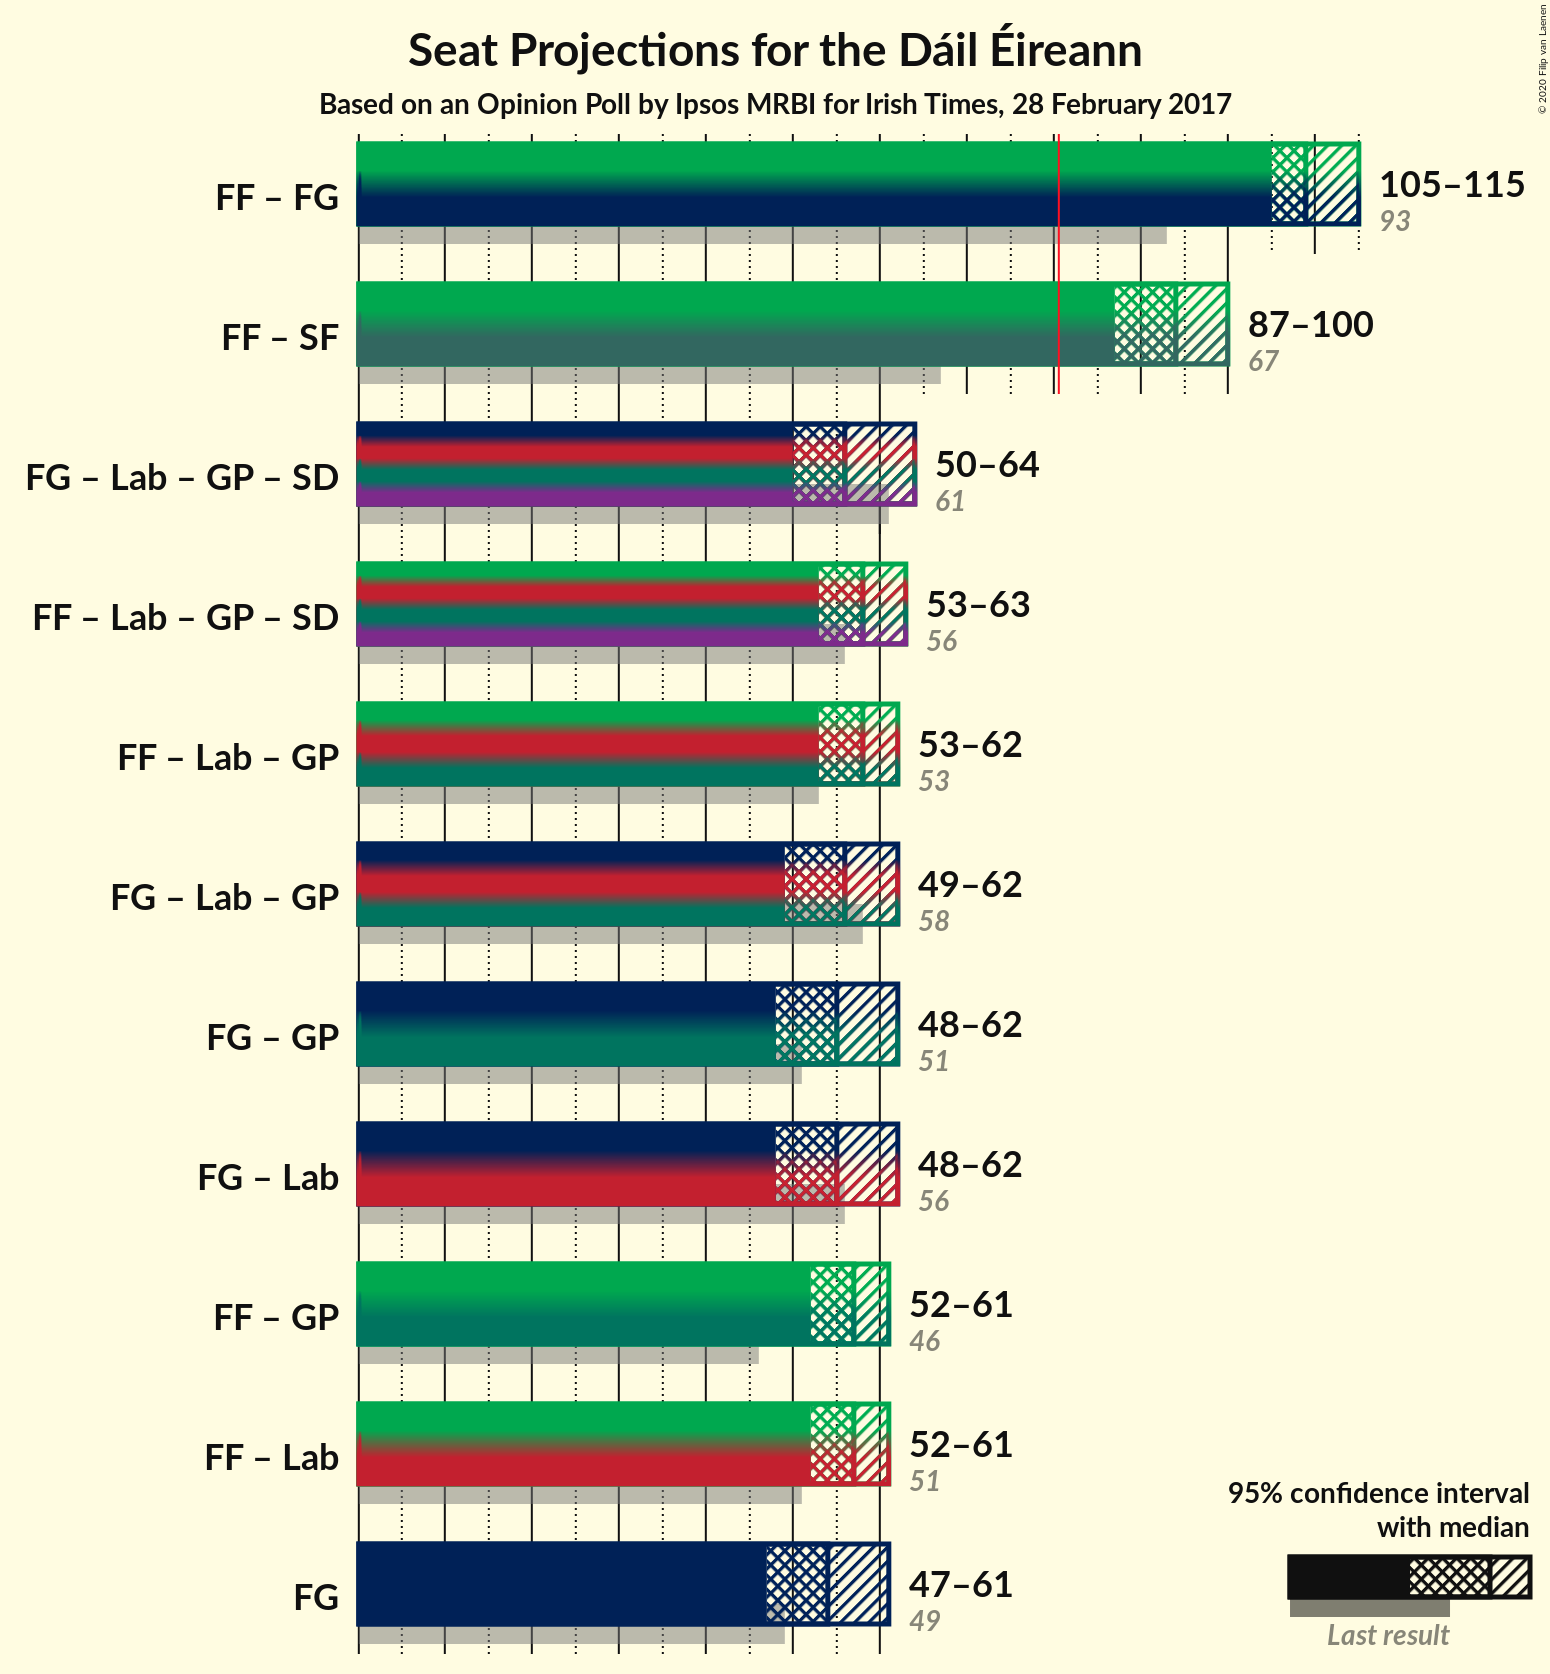 Seat Projections for the Dáil Éireann
Based on an Opinion Poll by Ipsos MRBI for Irish Times, 28 February 2017
© 2020 Filip van Laenen
FF – FG
105–115
93
FF – SF
87–100
67
FG – Lab – GP – SD
50–64
61
FF – Lab – GP – SD
53–63
56
FF – Lab – GP
53–62
53
FG – Lab – GP
49–62
58
FG – GP
48–62
51
FG – Lab
48–62
56
FF – GP
52–61
46
FF – Lab
52–61
51
FG
47–61
49
95% confidence interval
with median
Last result